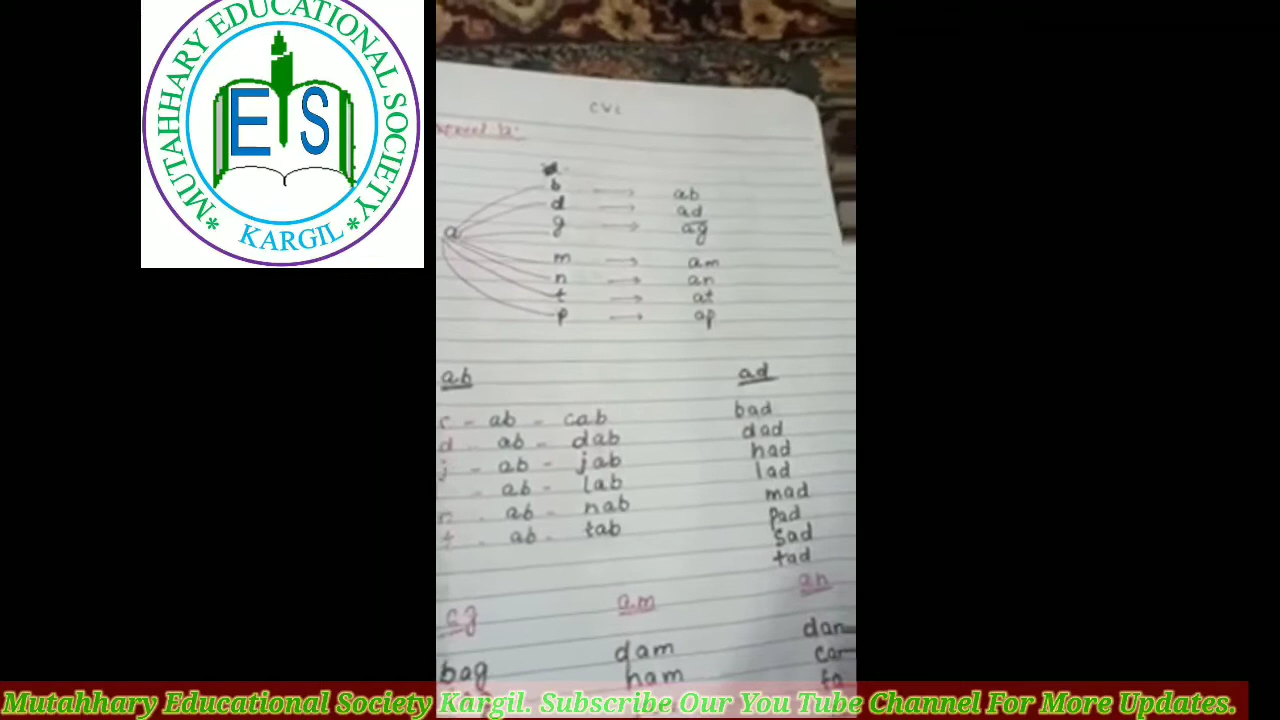 MUTAHHARY EDUCATIONAL SOCIETY
E S
* KARGIL *
CVC
a
b → ab
d → ad
g → ag
m → am
n → an
t → at
p → ap
ab
c - ab - cab
d - ab - dab
j - ab - jab
- ab - lab
n - ab - nab
t - ab - tab
ad
bad
dad
had
lad
mad
pad
sad
tad
ag
bag
am
dam
ham
an
dan
Mutahhary Educational Society Kargil. Subscribe Our You Tube Channel For More Updates.